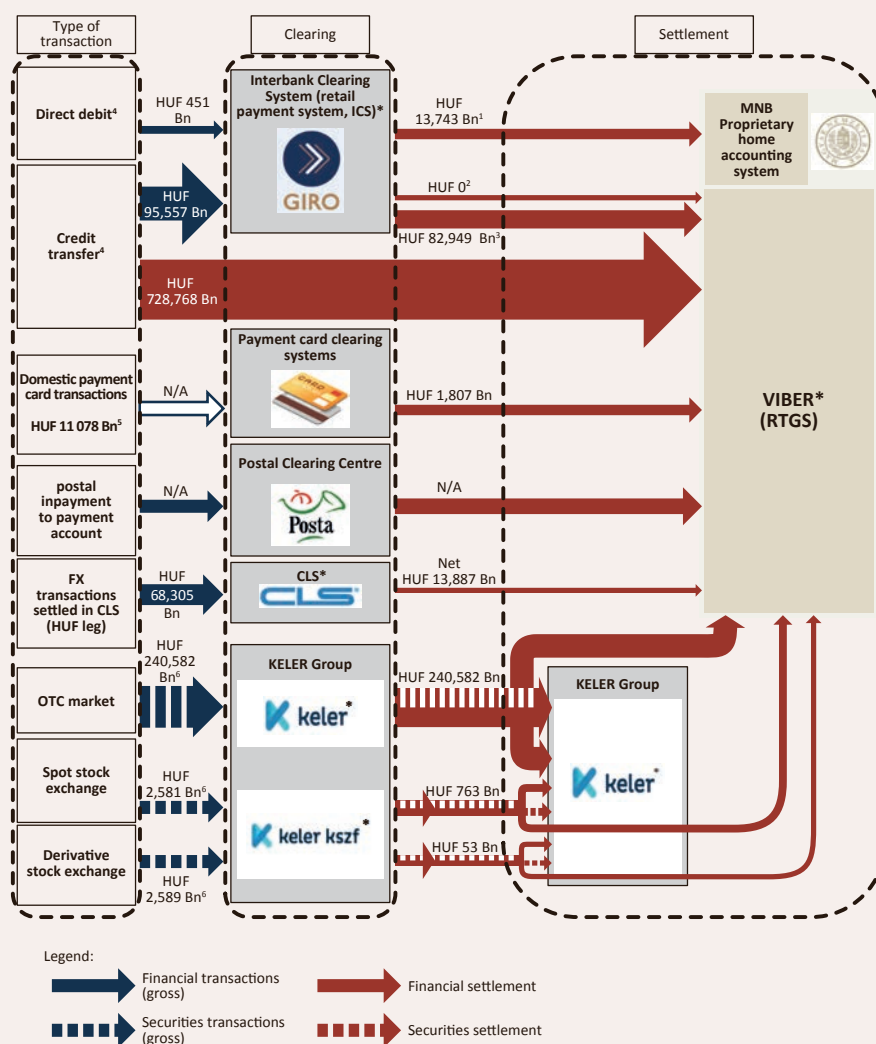 Type of
transaction
Clearing
Settlement
Direct debit4
HUF 451
Bn
Interbank Clearing
System (retail
payment system, ICS)*
GIRO
HUF
13,743 Bn1
MNB
Proprietary
home
accounting
system
Credit
transfer4
HUF
95,557 Bn
HUF 02
HUF 82,949 Bn3
HUF
728,768 Bn
VIBER*
(RTGS)
Domestic payment
card transactions
HUF 11 078 Bn5
N/A
Payment card clearing
systems
CARD
HUF 1,807 Bn
postal
inpayment
to payment
account
N/A
Postal Clearing Centre
Posta
N/A
FX
transactions
settled in CLS
(HUF leg)
HUF
68,305
Bn
CLS*
CLS
Net
HUF 13,887 Bn
OTC market
HUF
240,582
Bn6
KELER Group
keler*
HUF 240,582 Bn
KELER Group
keler*
Spot stock
exchange
HUF
2,581 Bn6
keler kszf*
HUF 763 Bn
Derivative
stock exchange
HUF
2,589 Bn6
HUF 53 Bn
Legend:
Financial transactions
(gross)
Financial settlement
Securities transactions
(gross)
Securities settlement